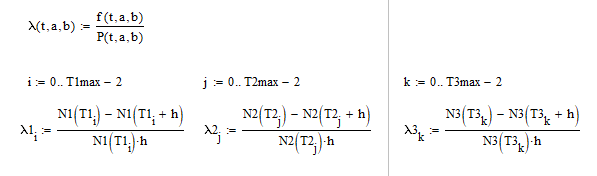 λ(t,a,b) := f(t,a,b) / P(t,a,b)
i := 0.. T1max − 2 j := 0.. T2max − 2 k := 0.. T3max − 2
λ1_i := (N1(T1_i) − N1(T1_i + h)) / (N1(T1_i)·h) λ2_j := (N2(T2_j) − N2(T2_j + h)) / (N2(T2_j)·h) λ3_k := (N3(T3_k) − N3(T3_k + h)) / (N3(T3_k)·h)